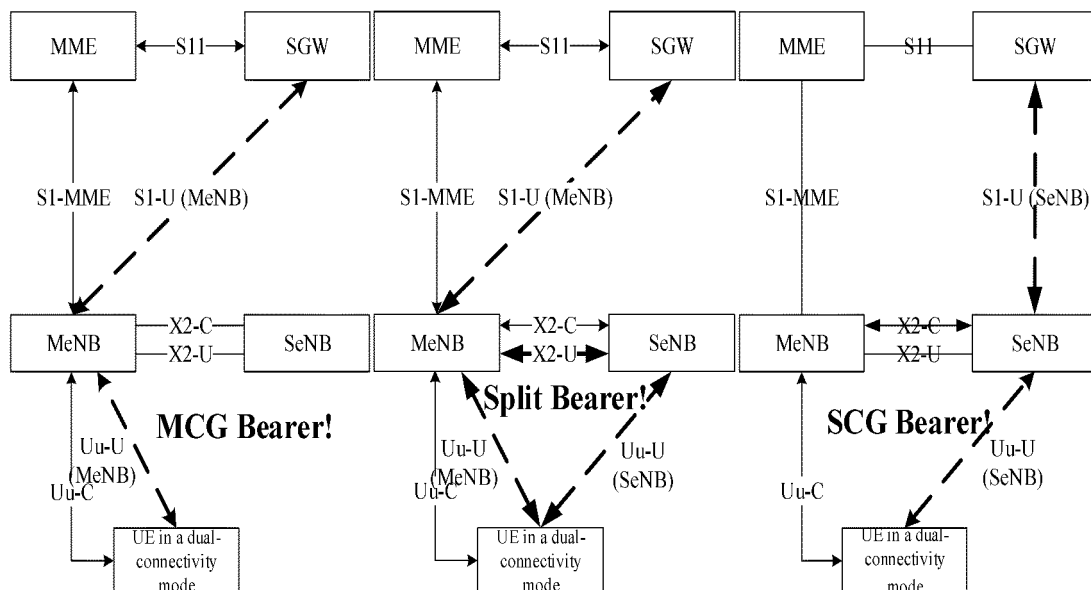 MME
S11
SGW
MME
S11
SGW
MME
S11
SGW
S1-MME
S1-U (MeNB)
S1-MME
S1-U (MeNB)
S1-MME
S1-U (SeNB)
MeNB
X2-C
X2-U
SeNB
MeNB
X2-C
X2-U
SeNB
MeNB
X2-C
X2-U
SeNB
MCG Bearer!
Split Bearer!
SCG Bearer!
Uu-U
(MeNB)
Uu-C
Uu-U
(MeNB)
Uu-C
Uu-U
(SeNB)
Uu-C
Uu-U
(SeNB)
UE in a dual-
connectivity
mode
UE in a dual-
connectivity
mode
UE in a dual-
connectivity
mode